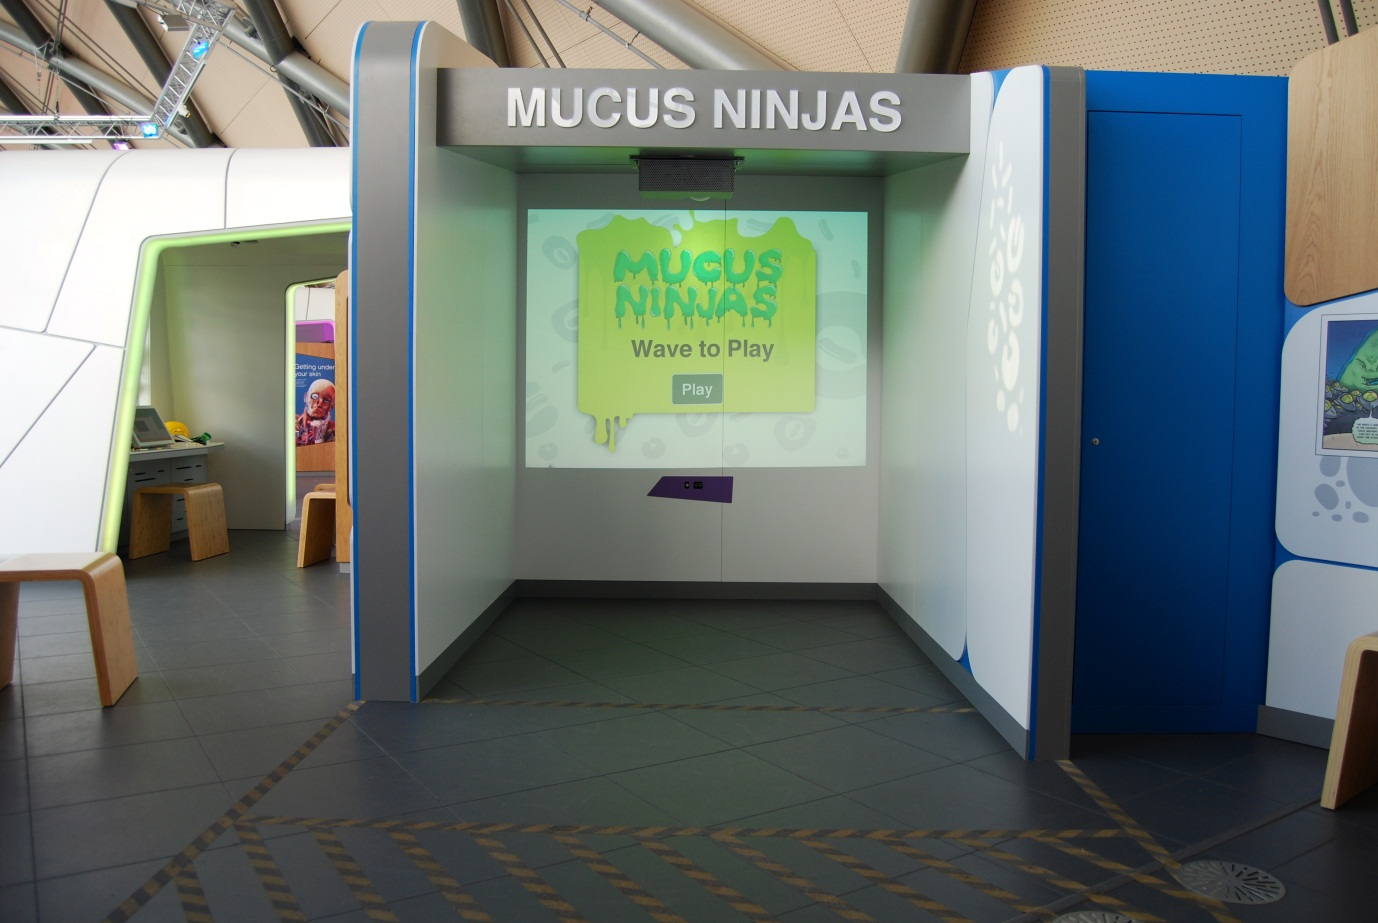 MUCUS NINJAS
MUCUS
NINJAS
Wave to Play
Play
Getting under
your skin